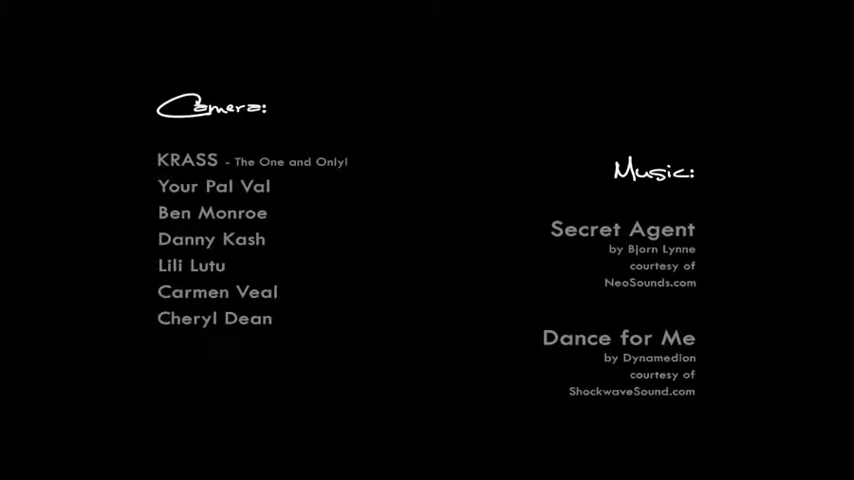 Camera:
KRASS - The One and Only!
Your Pal Val
Ben Monroe
Danny Kash
Lili Lutu
Carmen Veal
Cheryl Dean
Music:
Secret Agent
by Bjorn Lynne
courtesy of
NeoSounds.com
Dance for Me
by Dynamedion
courtesy of
ShockwaveSound.com